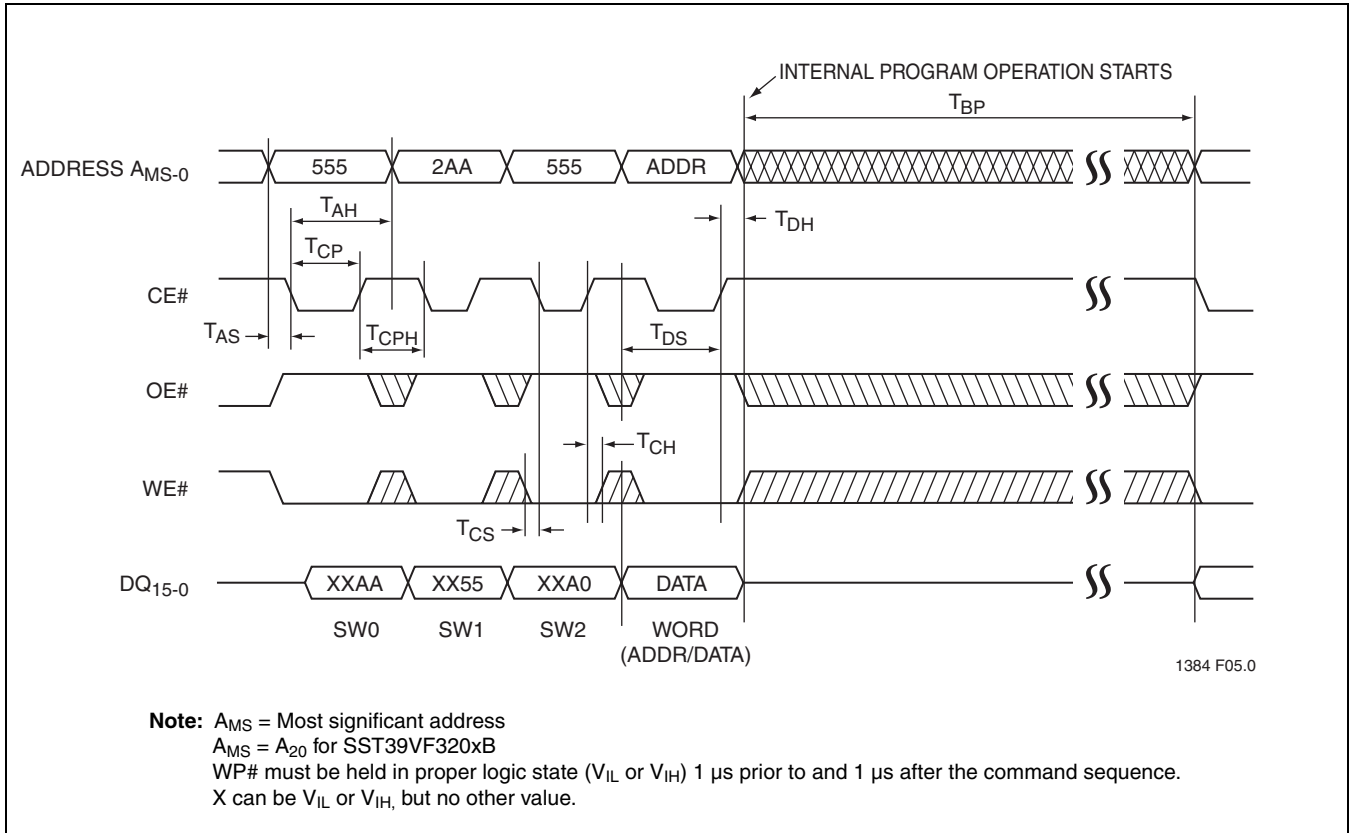 INTERNAL PROGRAM OPERATION STARTS
TBP
ADDRESS AMS-0
555 2AA 555 ADDR
TAH
TDH
TCP
CE#
TAS
TCPH
TDS
OE#
TCH
WE#
TCS
DQ15-0
XXAA XX55 XXA0 DATA
SW0 SW1 SW2 WORD
(ADDR/DATA)
1384 F05.0
Note: AMS = Most significant address
AMS = A20 for SST39VF320xB
WP# must be held in proper logic state (VIL or VIH) 1 µs prior to and 1 µs after the command sequence.
X can be VIL or VIH, but no other value.